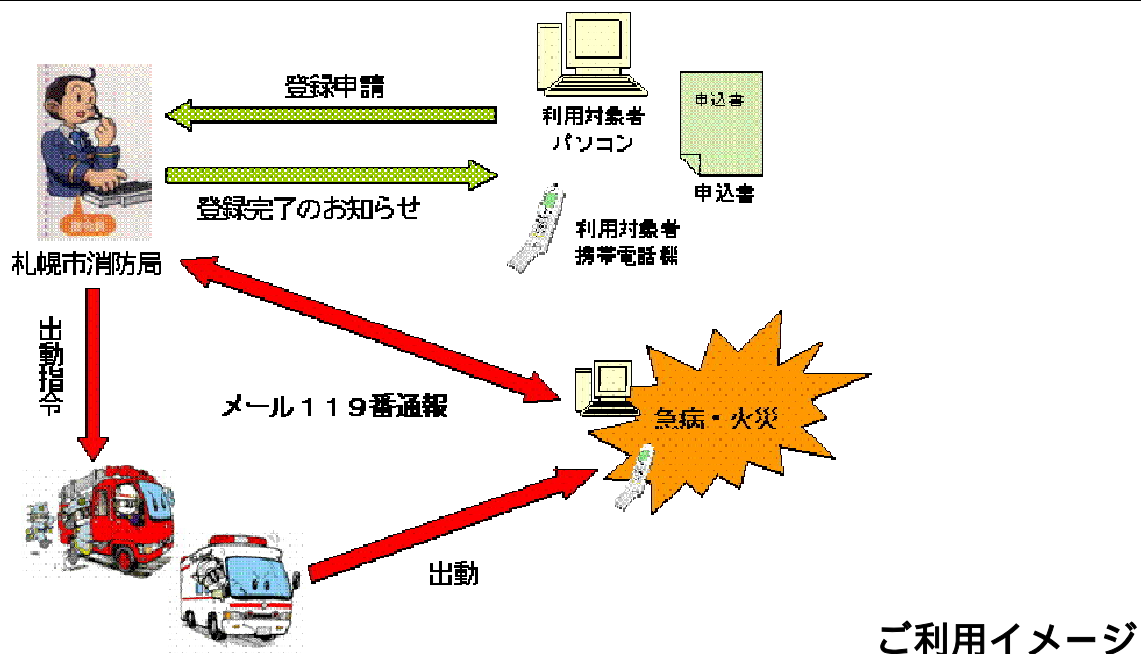 登録申請
利用対象者
パソコン
申込書
申込書
登録完了のお知らせ
利用対象者
携帯電話機
札幌市消防局
出動指令
メール119番通報
急病・火災
出動
ご利用イメージ